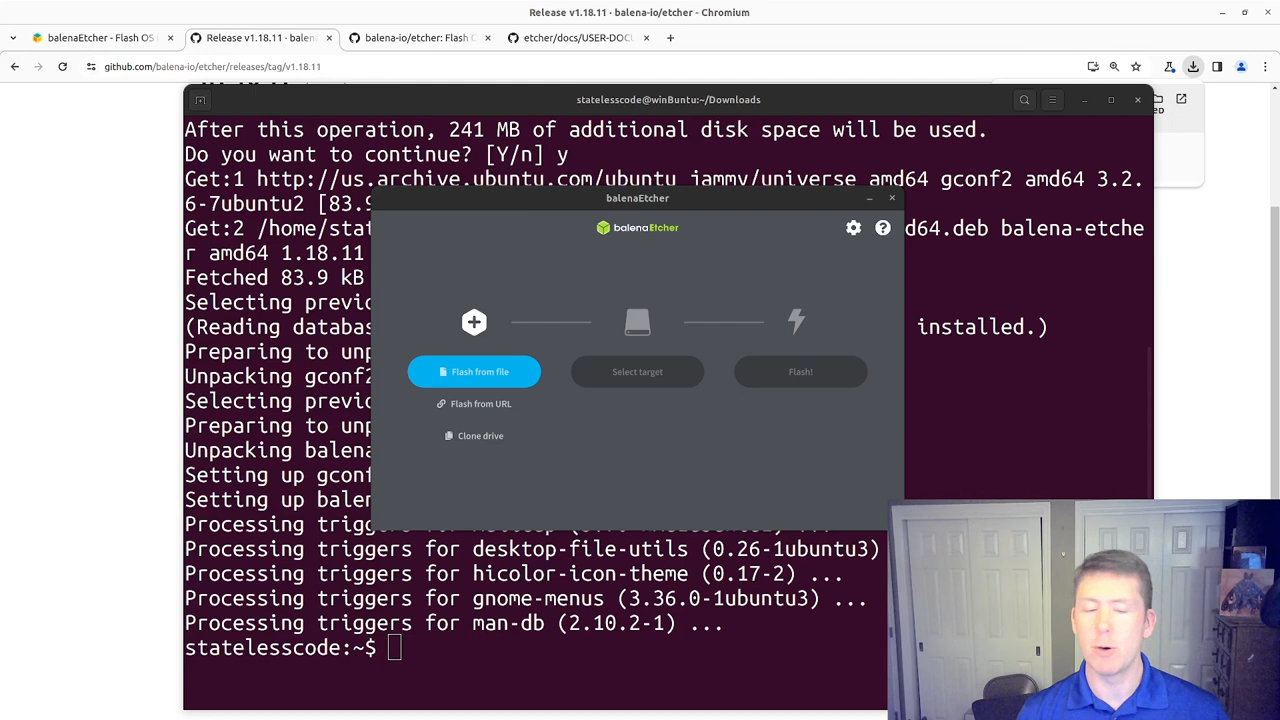 Release v1.18.11 · balena-io/etcher - Chromium
balenaEtcher - Flash OS
Release v1.18.11 · balen
balena-io/etcher: Flash O
etcher/docs/USER-DOCU
github.com/balena-io/etcher/releases/tag/v1.18.11
statelesscode@winBuntu:~/Downloads
After this operation, 241 MB of additional disk space will be used.
Do you want to continue? [Y/n] y
Get:1 http://us.archive.ubuntu.com/ubuntu jammy/universe amd64 gconf2 amd64 3.2.
6-7ubuntu2 [83.9
balenaEtcher
balenaEtcher
Get:2 /home/stat
d64.deb balena-etche
r amd64 1.18.11
Fetched 83.9 kB
Selecting previo
(Reading databas
installed.)
Preparing to unp
Unpacking gconf2
Selecting previo
Preparing to unp
Unpacking balena
Setting up gconf
Setting up balen
Flash from file
Select target
Flash!
Flash from URL
Clone drive
Processing triggers
Processing triggers for desktop-file-utils (0.26-1ubuntu3)
Processing triggers for hicolor-icon-theme (0.17-2) ...
Processing triggers for gnome-menus (3.36.0-1ubuntu3) ...
Processing triggers for man-db (2.10.2-1) ...
statelesscode:~$